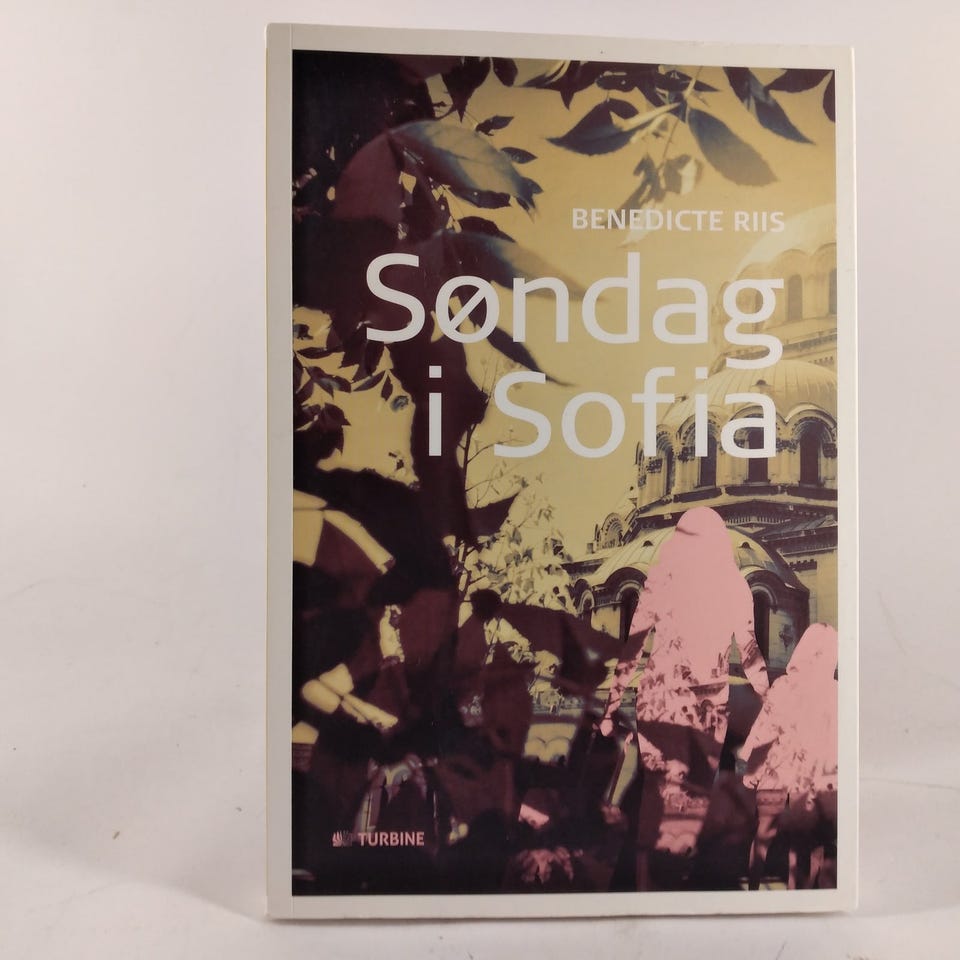 BENEDICTE RIIS
Søndag
i Sofia
TURBINE